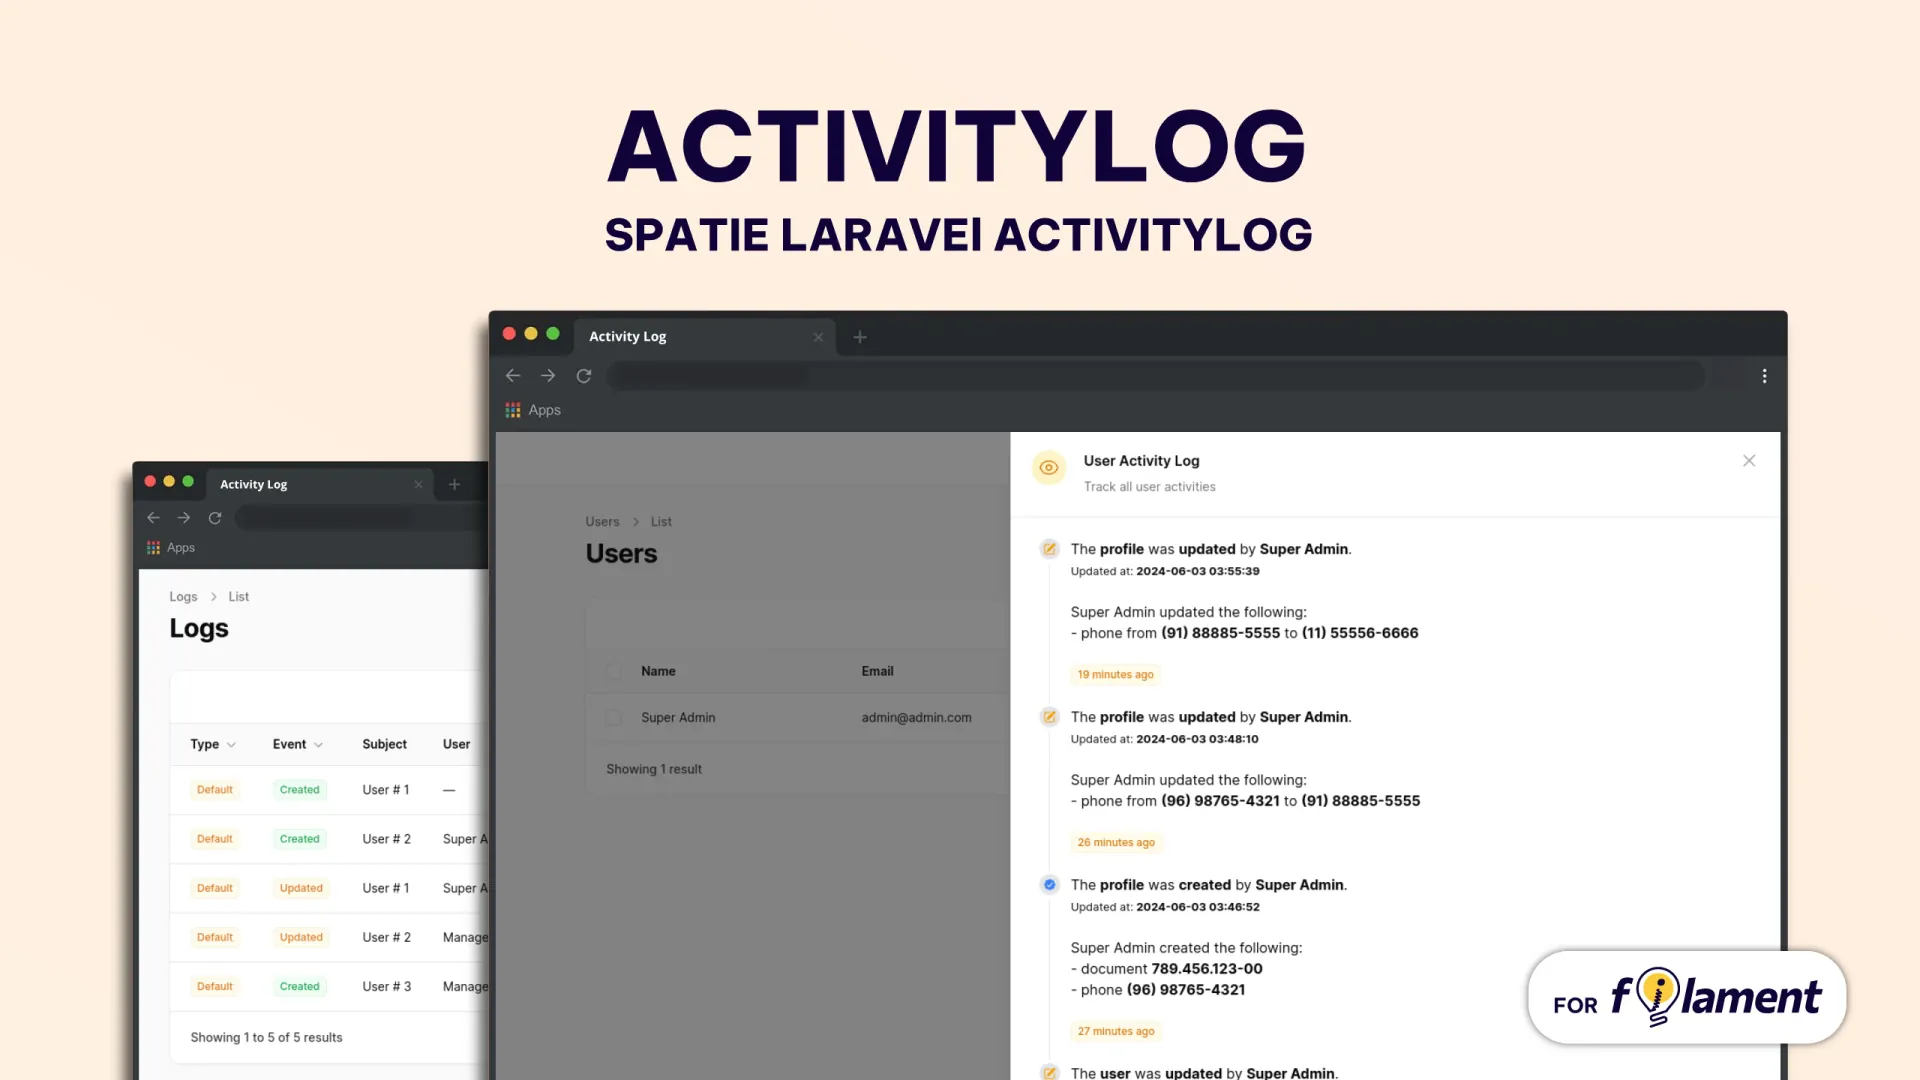 ACTIVITYLOG
SPATIE LARAVEl ACTIVITYLOG
Activity Log
Apps
Logs > List
Logs
Type Event Subject User
Default Created User # 1 —
Default Created User # 2 Super A
Default Updated User # 1 Super A
Default Updated User # 2 Manage
Default Created User # 3 Manage
Showing 1 to 5 of 5 results
Activity Log
Apps
Users > List
Users
Name Email
Super Admin admin@admin.com
Showing 1 result
User Activity Log
Track all user activities
The profile was updated by Super Admin.
Updated at: 2024-06-03 03:55:39
Super Admin updated the following:
- phone from (91) 88885-5555 to (11) 55556-6666
19 minutes ago
The profile was updated by Super Admin.
Updated at: 2024-06-03 03:48:10
Super Admin updated the following:
- phone from (96) 98765-4321 to (91) 88885-5555
26 minutes ago
The profile was created by Super Admin.
Updated at: 2024-06-03 03:46:52
Super Admin created the following:
- document 789.456.123-00
- phone (96) 98765-4321
27 minutes ago
The user was updated by Super Admin.
FOR filament